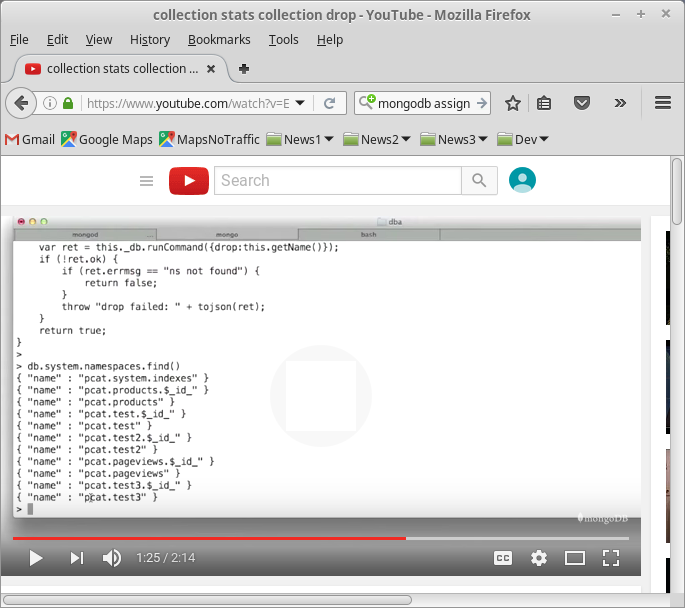 collection stats collection drop - YouTube - Mozilla Firefox
File Edit View History Bookmarks Tools Help
collection stats collection ...
https://www.youtube.com/watch?v=E
mongodb assign
Gmail Google Maps MapsNoTraffic News1 News2 News3 Dev
Search
dba
mongod mongo bash
var ret = this._db.runCommand({drop:this.getName()});
if (!ret.ok) {
if (ret.errmsg == "ns not found") {
return false;
}
throw "drop failed: " + tojson(ret);
}
return true;
}
>
> db.system.namespaces.find()
{ "name" : "pcat.system.indexes" }
{ "name" : "pcat.products.$_id_" }
{ "name" : "pcat.products" }
{ "name" : "pcat.test.$_id_" }
{ "name" : "pcat.test" }
{ "name" : "pcat.test2.$_id_" }
{ "name" : "pcat.test2" }
{ "name" : "pcat.pageviews.$_id_" }
{ "name" : "pcat.pageviews" }
{ "name" : "pcat.test3.$_id_" }
{ "name" : "pcat.test3" }
>
mongoDB
1:25 / 2:14
CC